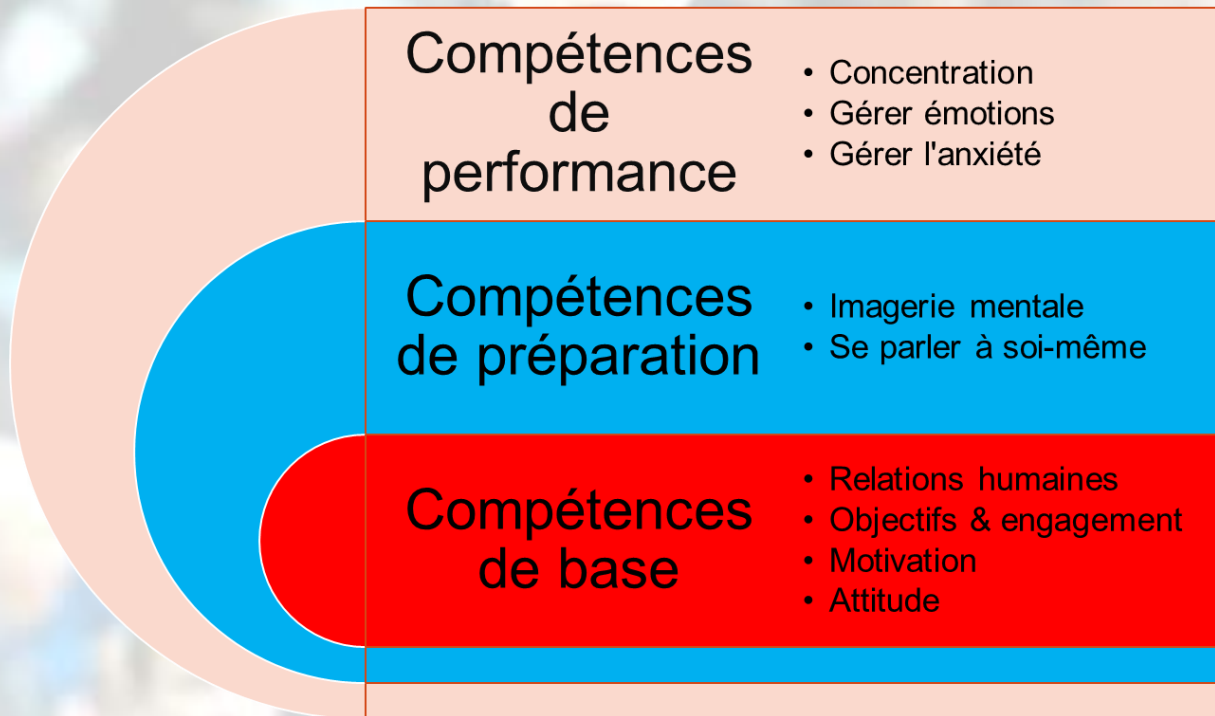 Compétences
de
performance
• Concentration
• Gérer émotions
• Gérer l'anxiété
Compétences
de préparation
• Imagerie mentale
• Se parler à soi-même
Compétences
de base
• Relations humaines
• Objectifs & engagement
• Motivation
• Attitude